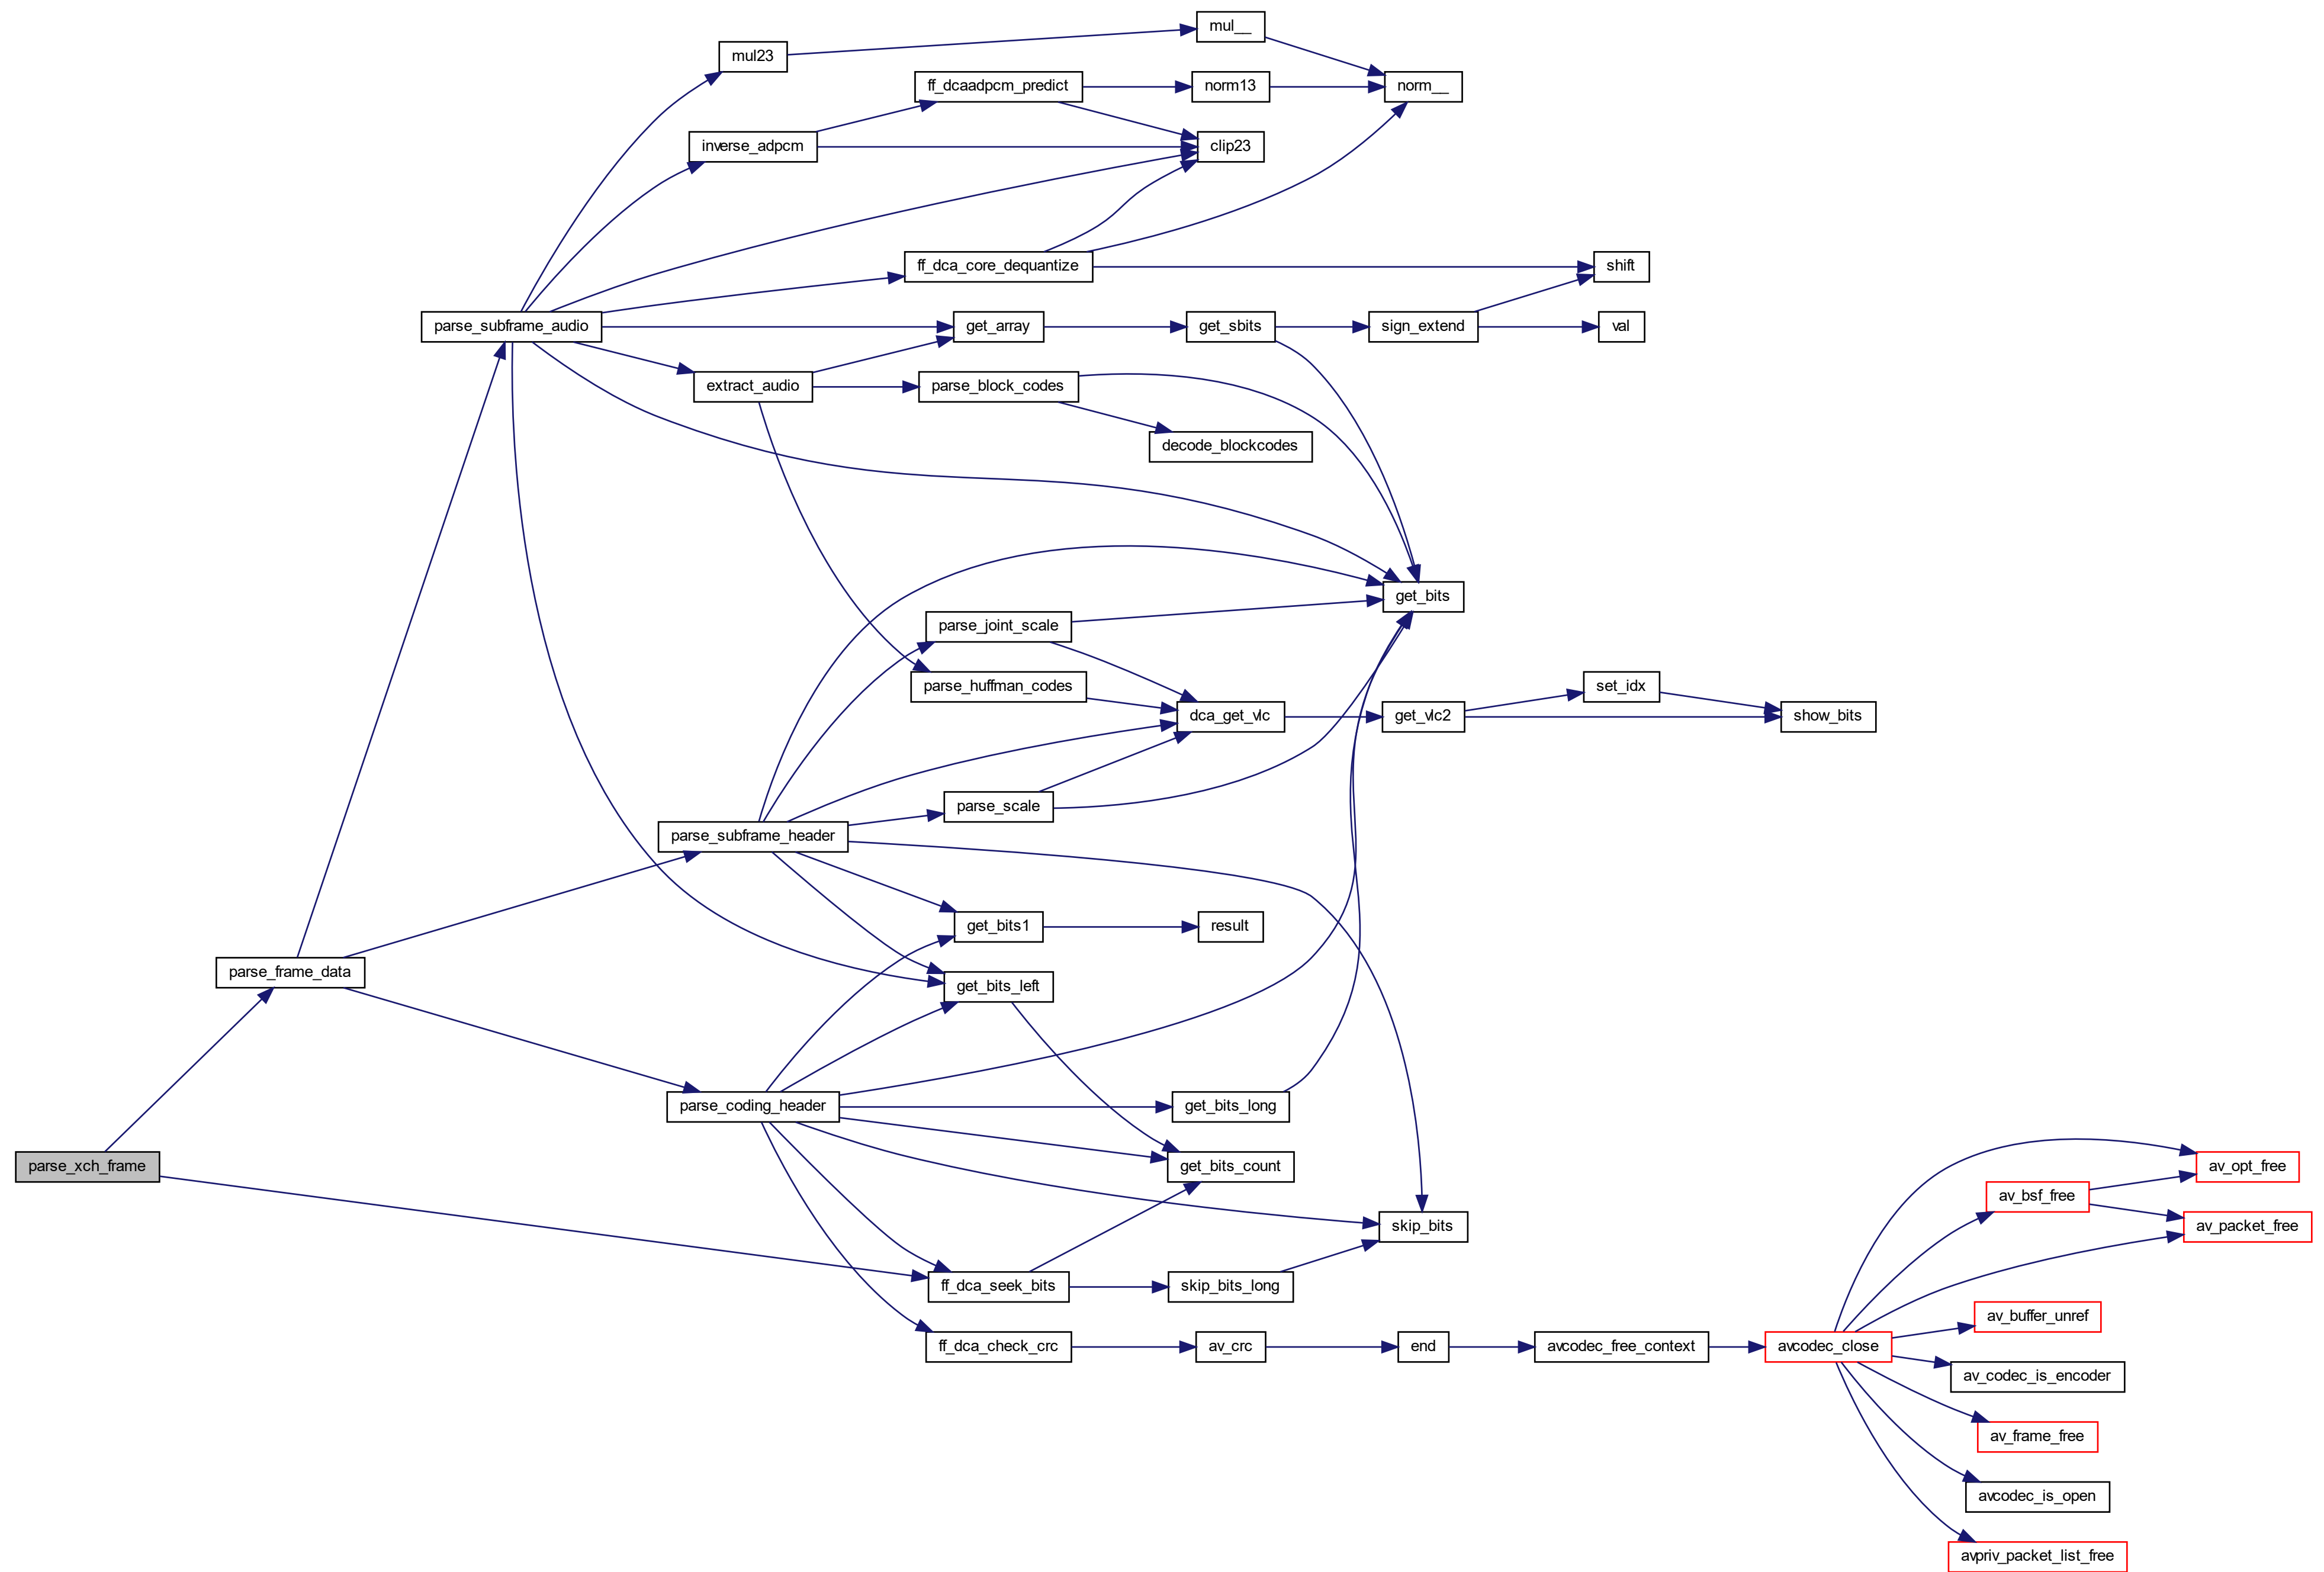 mul__
mul23
ff_dcaadpcm_predict
norm13
norm__
inverse_adpcm
clip23
ff_dca_core_dequantize
shift
parse_subframe_audio
get_array
get_sbits
sign_extend
val
extract_audio
parse_block_codes
decode_blockcodes
get_bits
parse_joint_scale
parse_huffman_codes
set_idx
dca_get_vlc
get_vlc2
show_bits
parse_scale
parse_subframe_header
get_bits1
result
parse_frame_data
get_bits_left
parse_coding_header
get_bits_long
parse_xch_frame
get_bits_count
av_opt_free
av_bsf_free
skip_bits
av_packet_free
ff_dca_seek_bits
skip_bits_long
av_buffer_unref
ff_dca_check_crc
av_crc
end
avcodec_free_context
avcodec_close
av_codec_is_encoder
av_frame_free
avcodec_is_open
avpriv_packet_list_free